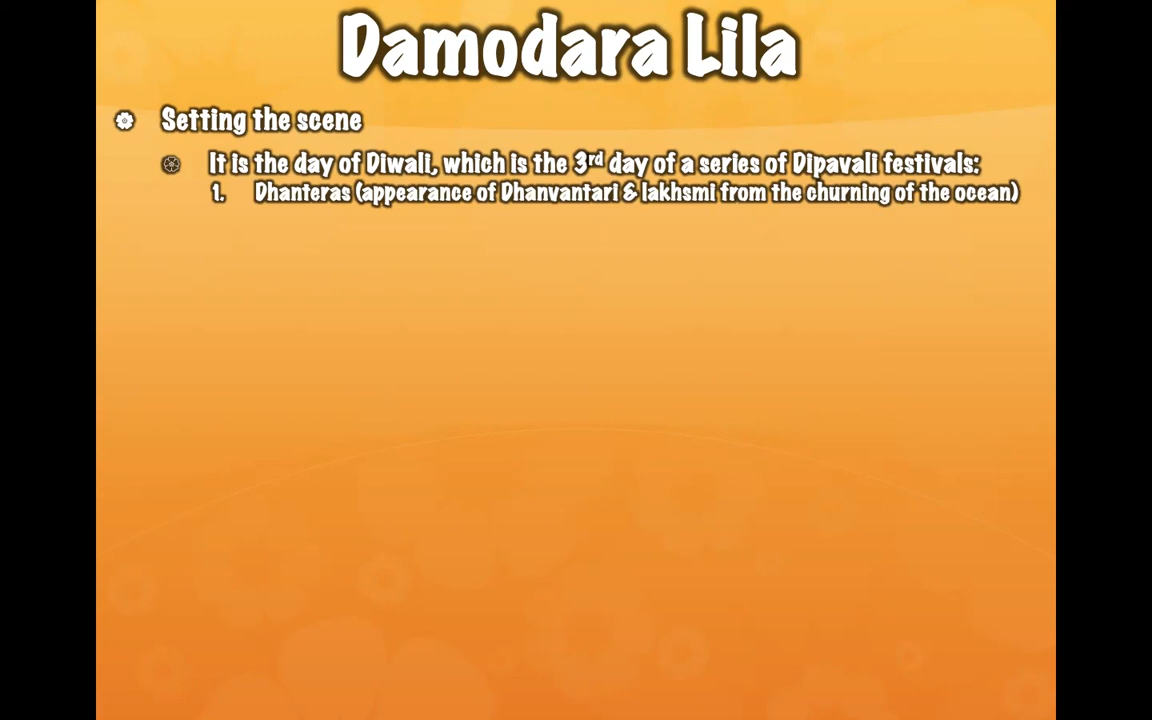 Damodara Lila
Setting the scene
It is the day of Diwali, which is the 3rd day of a series of Dipavali festivals:
1. Dhanteras (appearance of Dhanvantari & lakhsmi from the churning of the ocean)